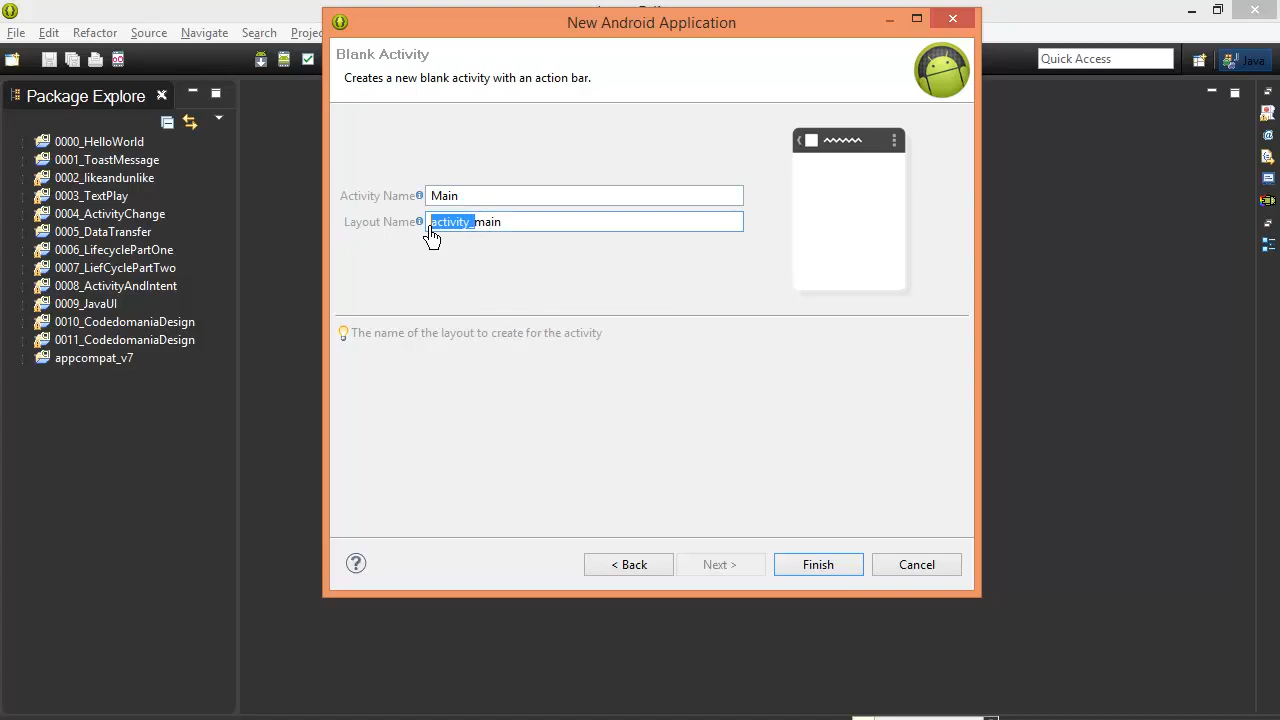 New Android Application
File Edit Refactor Source Navigate Search Projec
Blank Activity
Creates a new blank activity with an action bar.
Quick Access
Java
Package Explore
0000_HelloWorld
0001_ToastMessage
0002_likeandunlike
0003_TextPlay
0004_ActivityChange
0005_DataTransfer
0006_LifecyclePartOne
0007_LiefCyclePartTwo
0008_ActivityAndIntent
0009_JavaUI
0010_CodedomaniaDesign
0011_CodedomaniaDesign
appcompat_v7
Activity Name Main
Layout Name activity_main
The name of the layout to create for the activity
< Back Next > Finish Cancel